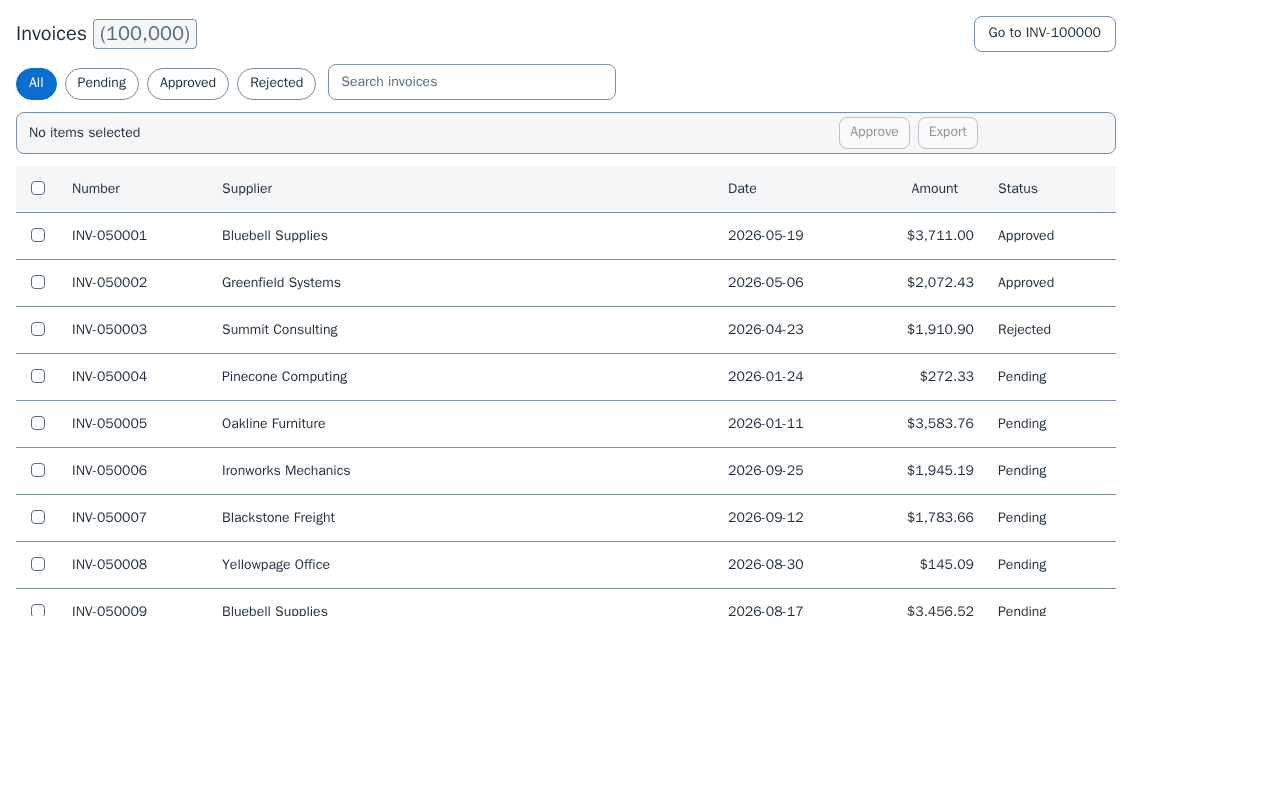 Invoices (100,000) Go to INV-100000
All Pending Approved Rejected Search invoices
No items selected Approve Export
Number Supplier Date Amount Status
INV-050001 Bluebell Supplies 2026-05-19 $3,711.00 Approved
INV-050002 Greenfield Systems 2026-05-06 $2,072.43 Approved
INV-050003 Summit Consulting 2026-04-23 $1,910.90 Rejected
INV-050004 Pinecone Computing 2026-01-24 $272.33 Pending
INV-050005 Oakline Furniture 2026-01-11 $3,583.76 Pending
INV-050006 Ironworks Mechanics 2026-09-25 $1,945.19 Pending
INV-050007 Blackstone Freight 2026-09-12 $1,783.66 Pending
INV-050008 Yellowpage Office 2026-08-30 $145.09 Pending
INV-050009 Bluebell Supplies 2026-08-17 $3,456.52 Pending